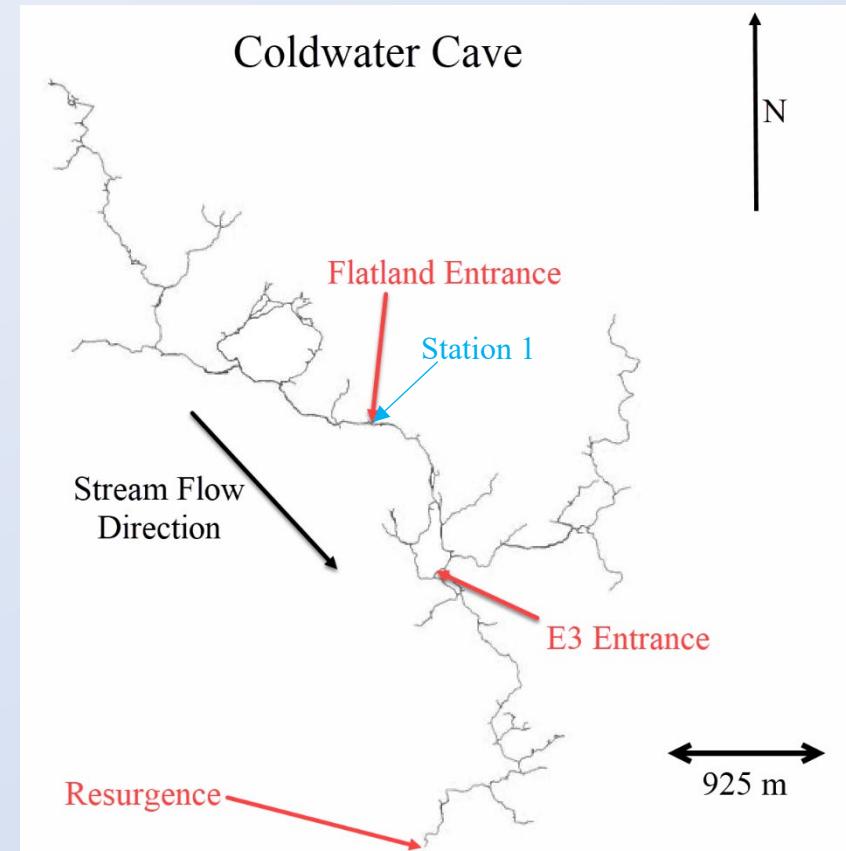 Coldwater Cave
N
Flatland Entrance
Station 1
Stream Flow
Direction
E3 Entrance
Resurgence
925 m